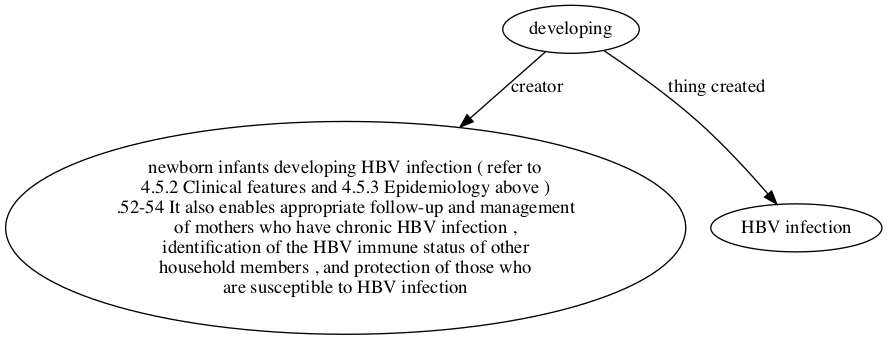 developing
creator
thing created
newborn infants developing HBV infection ( refer to
4.5.2 Clinical features and 4.5.3 Epidemiology above )
.52-54 It also enables appropriate follow-up and management
of mothers who have chronic HBV infection ,
identification of the HBV immune status of other
household members , and protection of those who
are susceptible to HBV infection
HBV infection